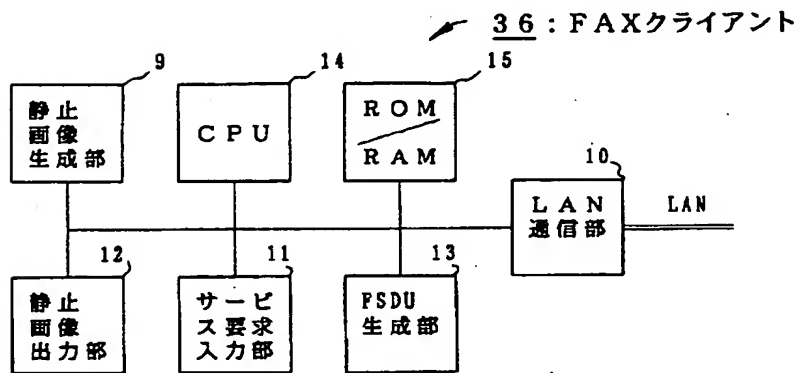 36：FAXクライアント
9
14
15
静止
画像
生成部
CPU
ROM
RAM
10
LAN
通信部
LAN
12
11
13
静止
画像
出力部
サービ
ス要求
入力部
FSDU
生成部